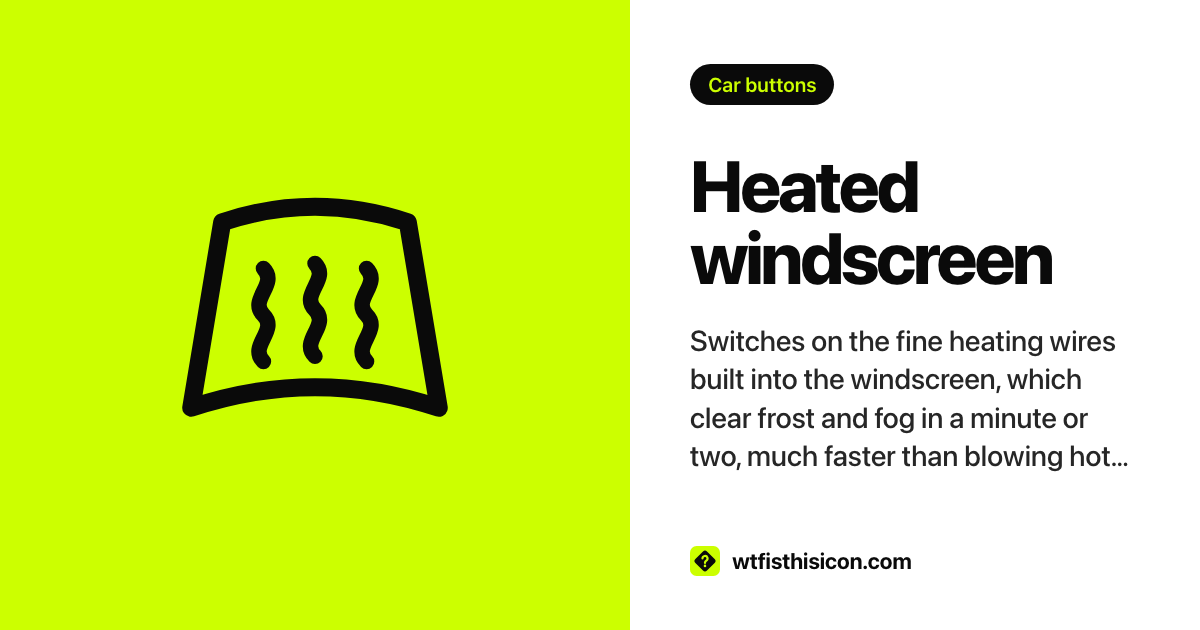 Car buttons
Heated
windscreen
Switches on the fine heating wires
built into the windscreen, which
clear frost and fog in a minute or
two, much faster than blowing hot…
? wtfisthisicon.com